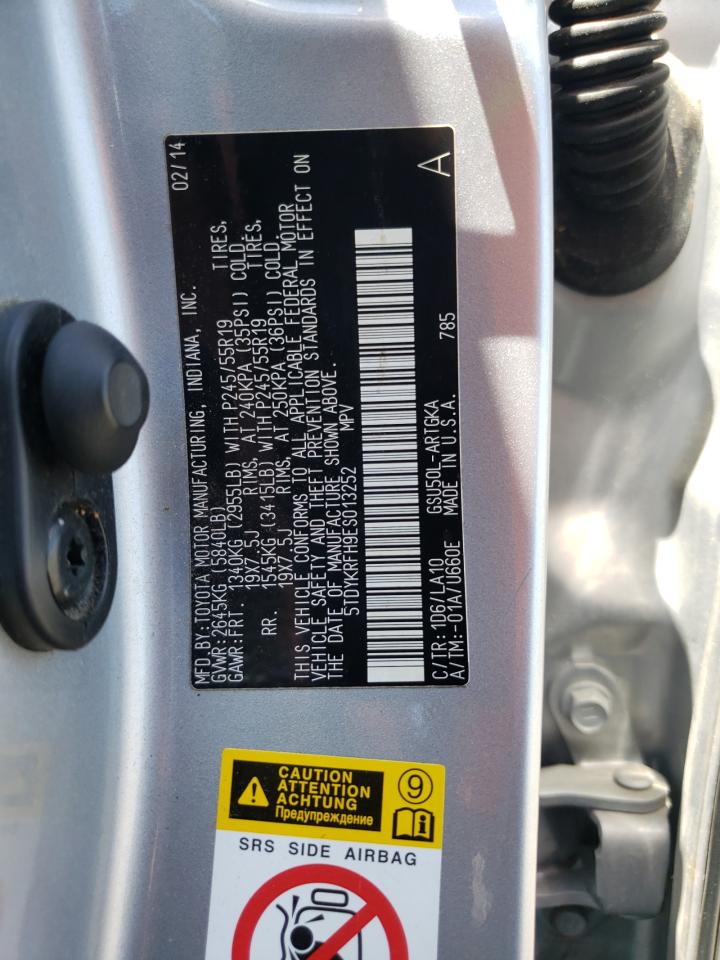 MFD.BY:TOYOTA MOTOR MANUFACTURING, INDIANA, INC. 02/14
GVWR:2645KG (5840LB)
GAWR:FRT. 1340KG (2955LB) WITH P245/55R19 TIRES,
19X7.5J RIMS, AT 240KPA (35PSI) COLD.
RR. 1545KG (3415LB) WITH P245/55R19 TIRES,
19X7.5J RIMS, AT 250KPA (36PSI) COLD.
THIS VEHICLE CONFORMS TO ALL APPLICABLE FEDERAL MOTOR
VEHICLE SAFETY AND THEFT PREVENTION STANDARDS IN EFFECT ON
THE DATE OF MANUFACTURE SHOWN ABOVE.
5TDYKRFH9ES013252 MPV
C/TR:1D6/LA10 GSU50L-ARTGKA
A/TM:-01A/U660E MADE IN U.S.A. 785 A
CAUTION
ATTENTION
ACHTUNG
Предупреждение
9
i
SRS SIDE AIRBAG